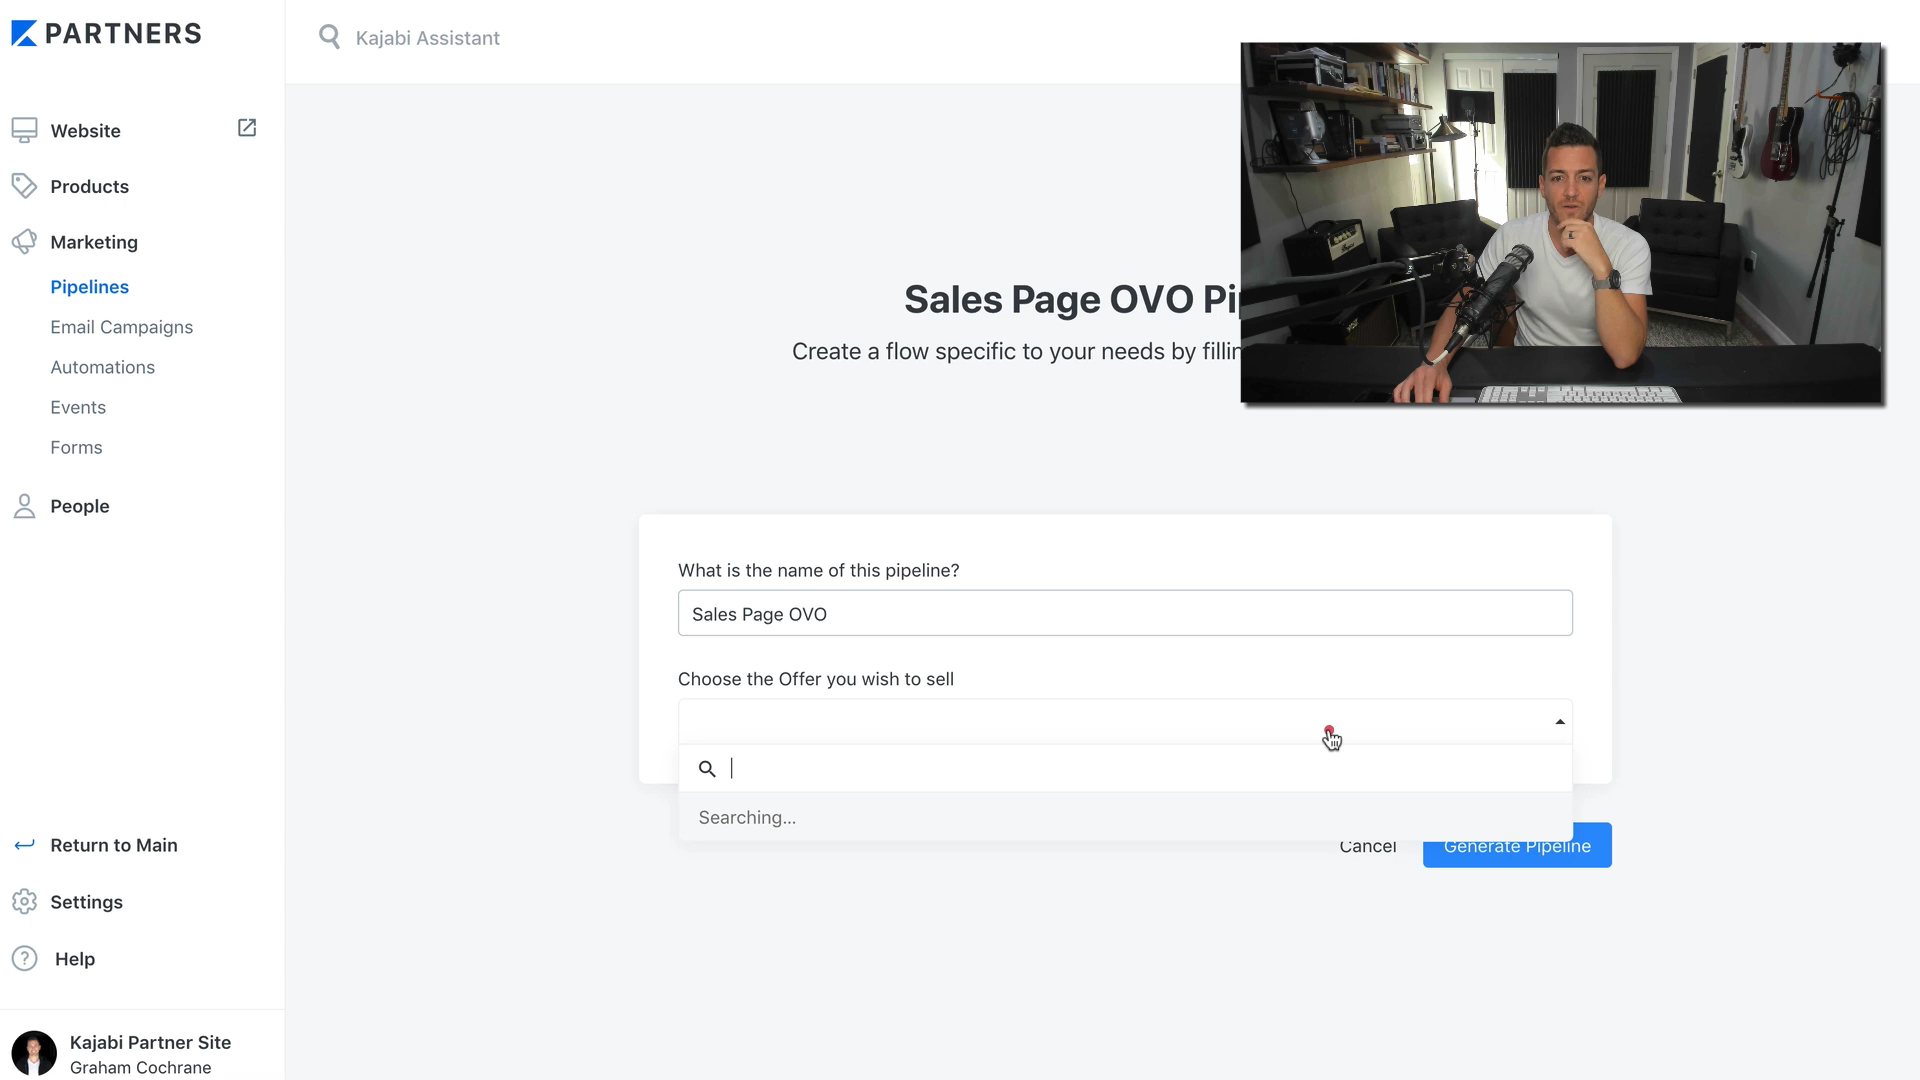 PARTNERS
Kajabi Assistant
Website
Products
Marketing
Pipelines
Email Campaigns
Automations
Events
Forms
People
Sales Page OVO Pi
Create a flow specific to your needs by fillin
What is the name of this pipeline?
Sales Page OVO
Choose the Offer you wish to sell
Searching...
Cancel
Generate Pipeline
Return to Main
Settings
Help
Kajabi Partner Site
Graham Cochrane